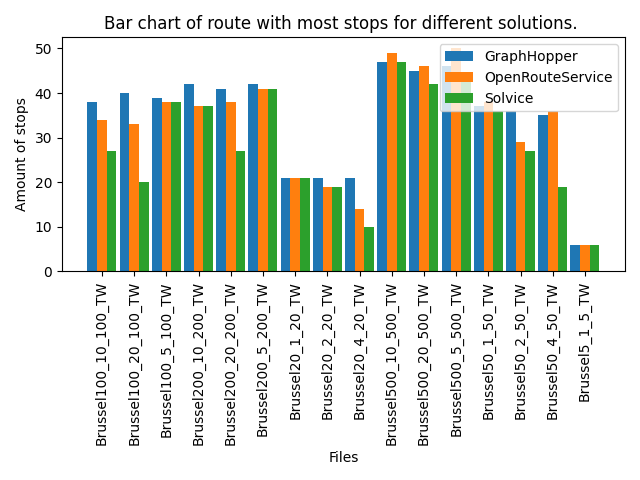 Bar chart of route with most stops for different solutions.
Amount of stops
50
40
30
20
10
0
GraphHopper
OpenRouteService
Solvice
Brussel100_10_100_TW
Brussel100_20_100_TW
Brussel100_5_100_TW
Brussel200_10_200_TW
Brussel200_20_200_TW
Brussel200_5_200_TW
Brussel20_1_20_TW
Brussel20_2_20_TW
Brussel20_4_20_TW
Brussel500_10_500_TW
Brussel500_20_500_TW
Brussel500_5_500_TW
Brussel50_1_50_TW
Brussel50_2_50_TW
Brussel50_4_50_TW
Brussel5_1_5_TW
Files